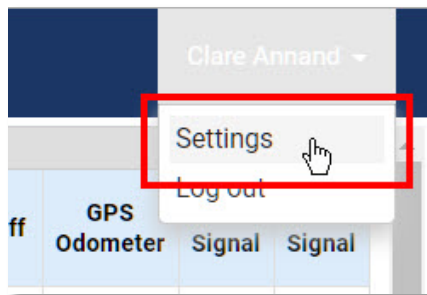 Clare Annand
Settings
Log out
ff
GPS
Odometer
Signal
Signal